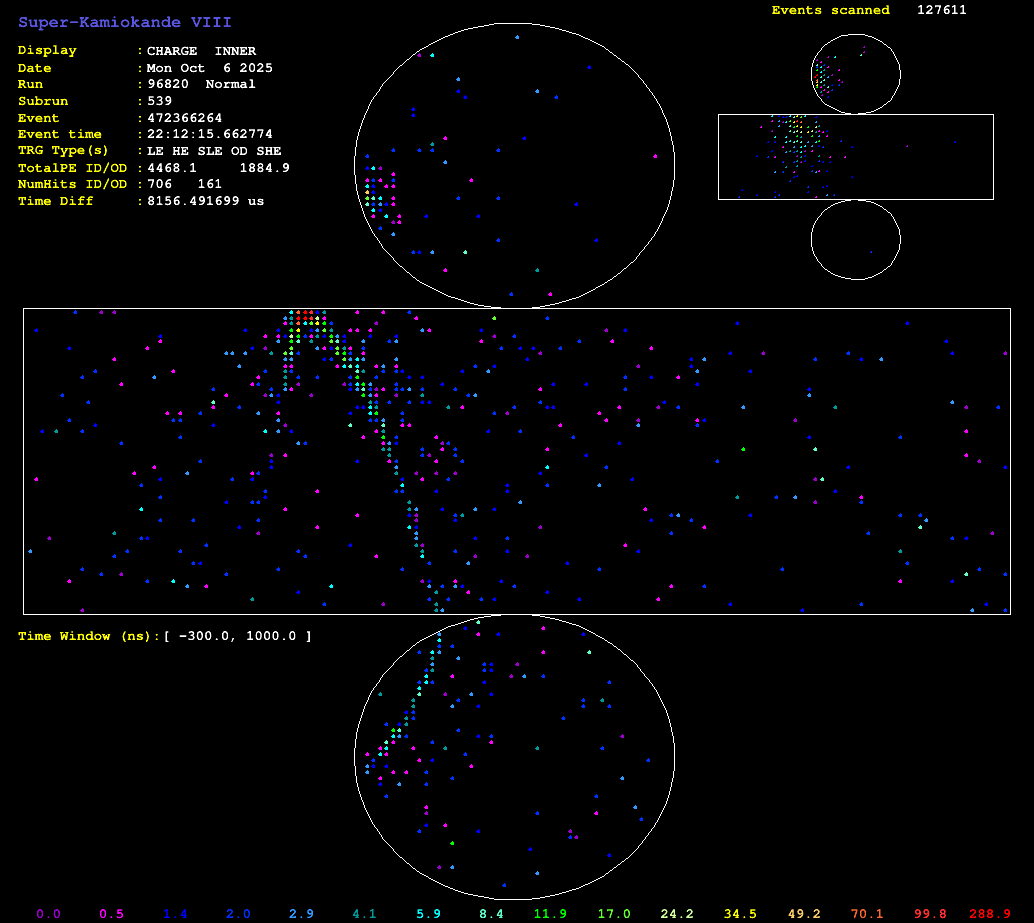 Super-Kamiokande VIII
Events scanned 127611
Display : CHARGE INNER
Date : Mon Oct 6 2025
Run : 96820 Normal
Subrun : 539
Event : 472366264
Event time : 22:12:15.662774
TRG Type(s) : LE HE SLE OD SHE
TotalPE ID/OD : 4468.1 1884.9
NumHits ID/OD : 706 161
Time Diff : 8156.491699 us
Time Window (ns):[ -300.0, 1000.0 ]
0.0 0.5 1.4 2.0 2.9 4.1 5.9 8.4 11.9 17.0 24.2 34.5 49.2 70.1 99.8 288.9